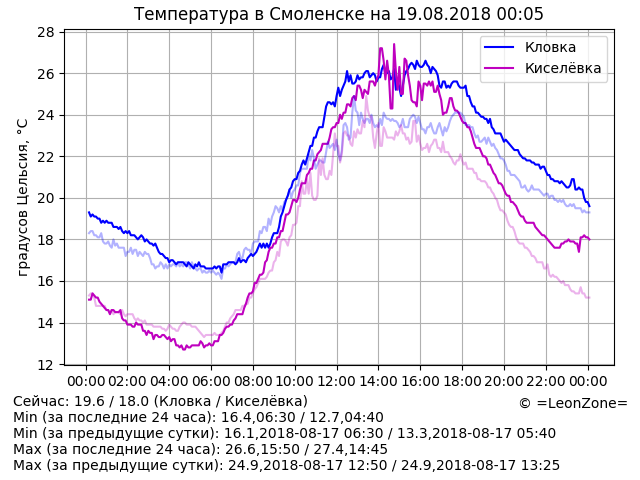 Температура в Смоленске на 19.08.2018 00:05
28
26
24
22
20
18
16
14
12
градусов Цельсия, °C
Кловка
Киселёвка
00:00 02:00 04:00 06:00 08:00 10:00 12:00 14:00 16:00 18:00 20:00 22:00 00:00
Сейчас: 19.6 / 18.0 (Кловка / Киселёвка)
© =LeonZone=
Min (за последние 24 часа): 16.4,06:30 / 12.7,04:40
Min (за предыдущие сутки): 16.1,2018-08-17 06:30 / 13.3,2018-08-17 05:40
Max (за последние 24 часа): 26.6,15:50 / 27.4,14:45
Max (за предыдущие сутки): 24.9,2018-08-17 12:50 / 24.9,2018-08-17 13:25